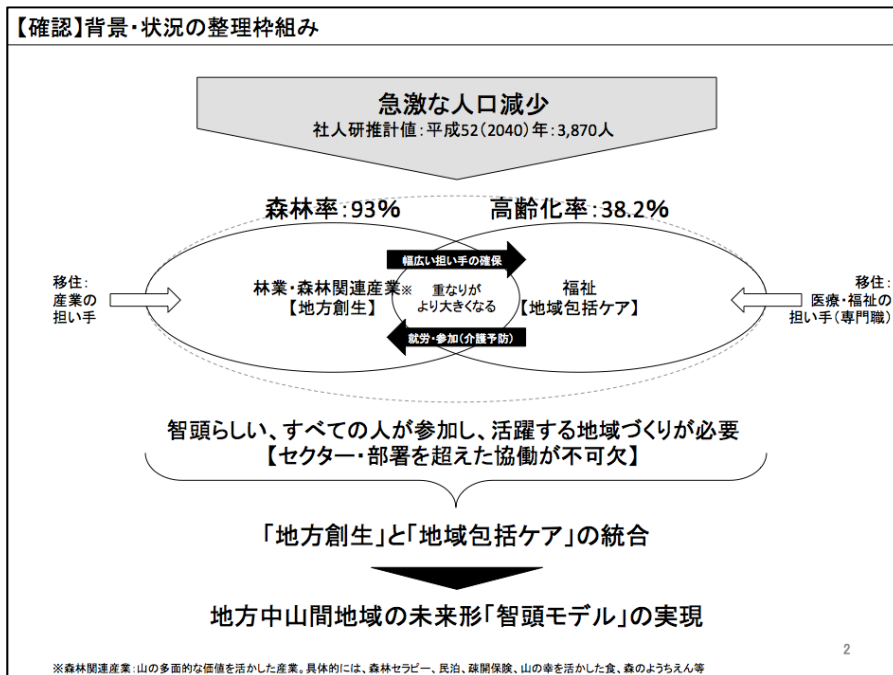 【確認】背景・状況の整理枠組み
急激な人口減少
社人研推計値：平成52（2040）年：3,870人
森林率：93％
高齢化率：38.2％
幅広い担い手の確保
移住：
産業の
担い手
林業・森林関連産業※
【地方創生】
重なりが
より大きくなる
福祉
【地域包括ケア】
移住：
医療・福祉の
担い手（専門職）
就労・参加（介護予防）
智頭らしい、すべての人が参加し、活躍する地域づくりが必要
【セクター・部署を超えた協働が不可欠】
「地方創生」と「地域包括ケア」の統合
地方中山間地域の未来形「智頭モデル」の実現
2
※森林関連産業：山の多面的な価値を活かした産業。具体的には、森林セラピー、民泊、疎開保険、山の幸を活かした食、森のようちえん等